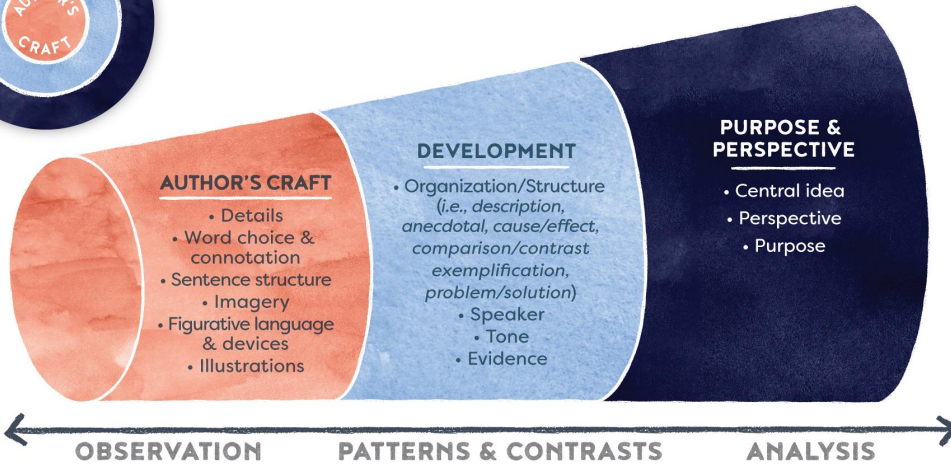 AUTHOR'S
CRAFT
AUTHOR'S CRAFT
• Details
• Word choice &
connotation
• Sentence structure
• Imagery
• Figurative language
& devices
• Illustrations
DEVELOPMENT
• Organization/Structure
(i.e., description,
anecdotal, cause/effect,
comparison/contrast
exemplification,
problem/solution)
• Speaker
• Tone
• Evidence
PURPOSE &
PERSPECTIVE
• Central idea
• Perspective
• Purpose
OBSERVATION
PATTERNS & CONTRASTS
ANALYSIS